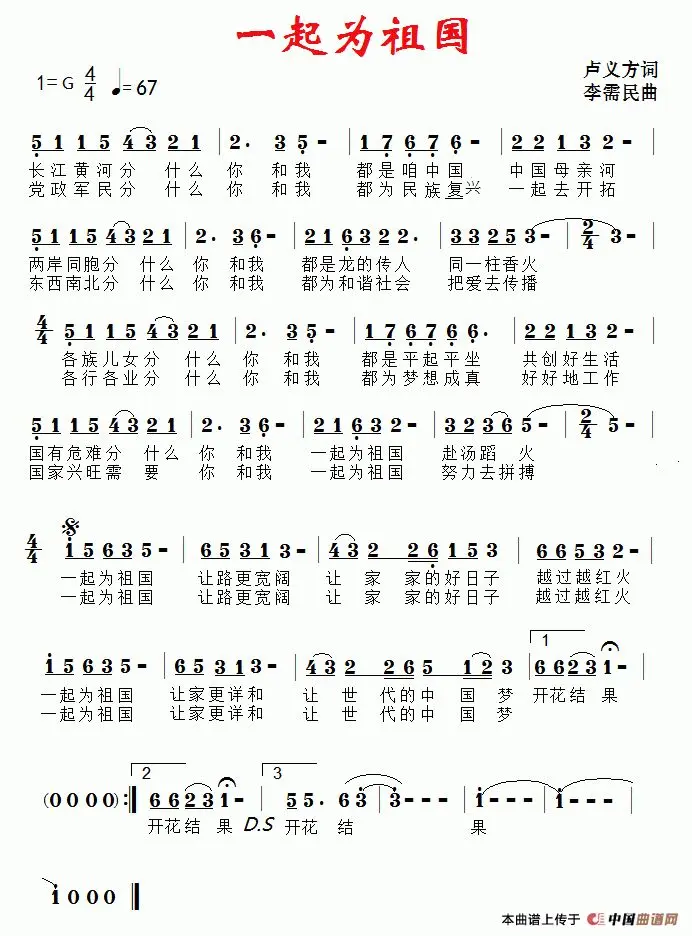 一起为祖国
1=G 4/4 ♩=67
卢义方词
李需民曲
5 1 1 5 4 3 2 1 | 2. 3 5 - | 1 7 6 7 6 - | 2 2 1 3 2 - |
长江黄河分 什么 你 和我 都是咱中国 中国母亲河
党政军民分 什么 你 和我 都为民族复兴 一起去开拓
5 1 1 5 4 3 2 1 | 2. 3 6 - | 2 1 6 3 2 2 1 | 3 3 2 5 3 - | 2/4 3 - |
两岸同胞分 什么 你 和我 都是龙的传人 同一柱香火
东西南北分 什么 你 和我 都为和谐社会 把爱去传播
4/4 5 1 1 5 4 3 2 1 | 2. 3 5 - | 1 7 6 7 6 - | 2 2 1 3 2 - |
各族儿女分 什么 你 和我 都是平起平坐 共创好生活
各行各业分 什么 你 和我 都为梦想成真 好好地工作
5 1 1 5 4 3 2 1 | 2. 3 6 - | 2 1 6 3 2 - | 3 2 3 6 5 - | 2/4 5 - |
国有危难分 什么 你 和我 一起为祖国 赴汤蹈 火
国家兴旺需 要 你 和我 一起为祖国 努力去拼搏
4/4 1 5 6 3 5 - | 6 5 3 1 3 - | 4 3 2 2 6 1 5 3 | 6 6 5 3 2 - |
一起为祖国 让路更宽阔 让 家 家的好日子 越过越红火
一起为祖国 让路更宽阔 让 家 家的好日子 越过越红火
1 5 6 3 5 - | 6 5 3 1 3 - | 4 3 2 2 6 5 1 2 3 | 1 6 6 2 3 1 - |
一起为祖国 让家更详和 让 世 代的中 国梦 开花结 果
一起为祖国 让家更详和 让 世 代的中 国梦
(0 0 0 0) :‖ 2 6 6 2 3 1 - | 3 5 5. 6 3 | 3 - - - | 1 - - - | 1 - - - |
开花结 果 D.S 开花 结 果
1 0 0 0 ‖
本曲谱上传于 中国曲谱网